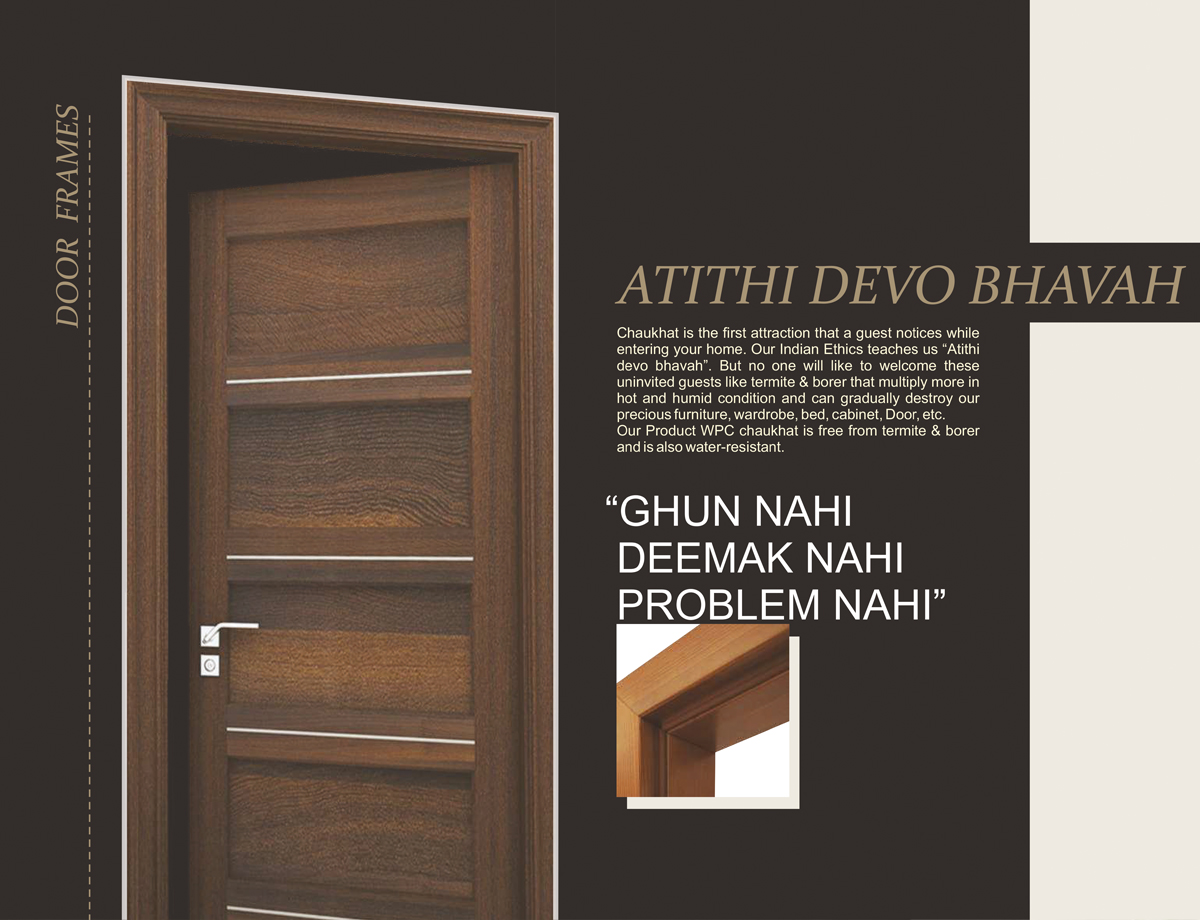 DOOR FRAMES
ATITHI DEVO BHAVAH
Chaukhat is the first attraction that a guest notices while
entering your home. Our Indian Ethics teaches us “Atithi
devo bhavah”. But no one will like to welcome these
uninvited guests like termite & borer that multiply more in
hot and humid condition and can gradually destroy our
precious furniture, wardrobe, bed, cabinet, Door, etc.
Our Product WPC chaukhat is free from termite & borer
and is also water-resistant.
“GHUN NAHI
DEEMAK NAHI
PROBLEM NAHI”